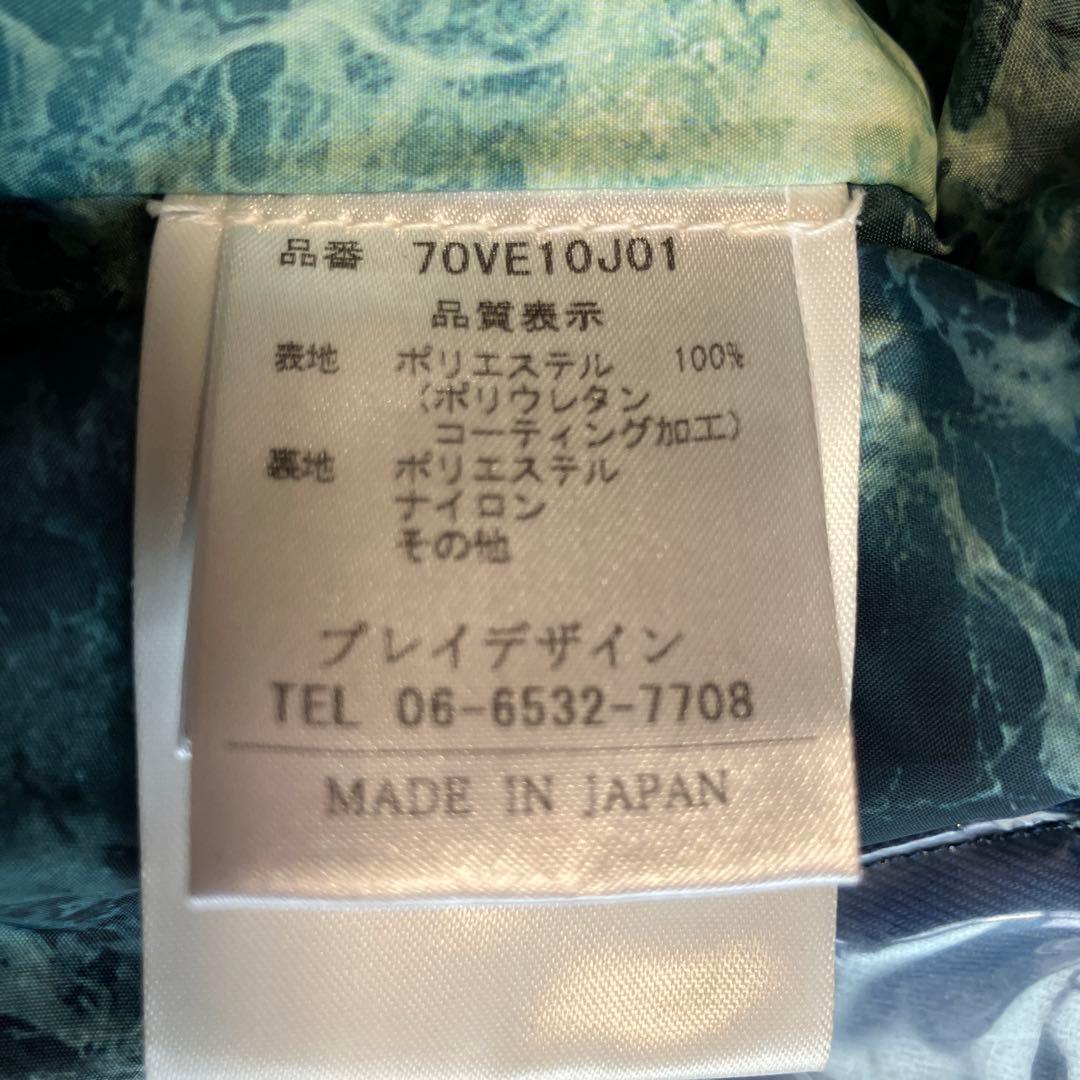 品番 70VE10J01
品質表示
表地 ポリエステル 100%
(ポリウレタン
コーティング加工)
裏地 ポリエステル
ナイロン
その他
プレイデザイン
TEL 06-6532-7708
MADE IN JAPAN